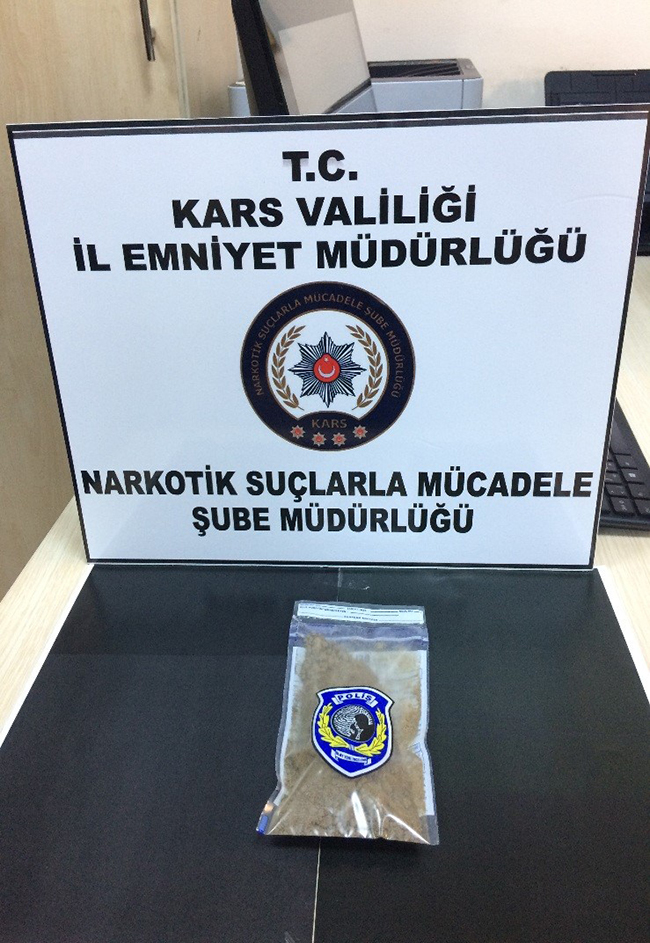 T.C.
KARS VALİLİĞİ
İL EMNİYET MÜDÜRLÜĞÜ
NARKOTİK SUÇLARLA MÜCADELE ŞUBE MÜDÜRLÜĞÜ
KARS
NARKOTİK SUÇLARLA MÜCADELE
ŞUBE MÜDÜRLÜĞÜ
POLİS